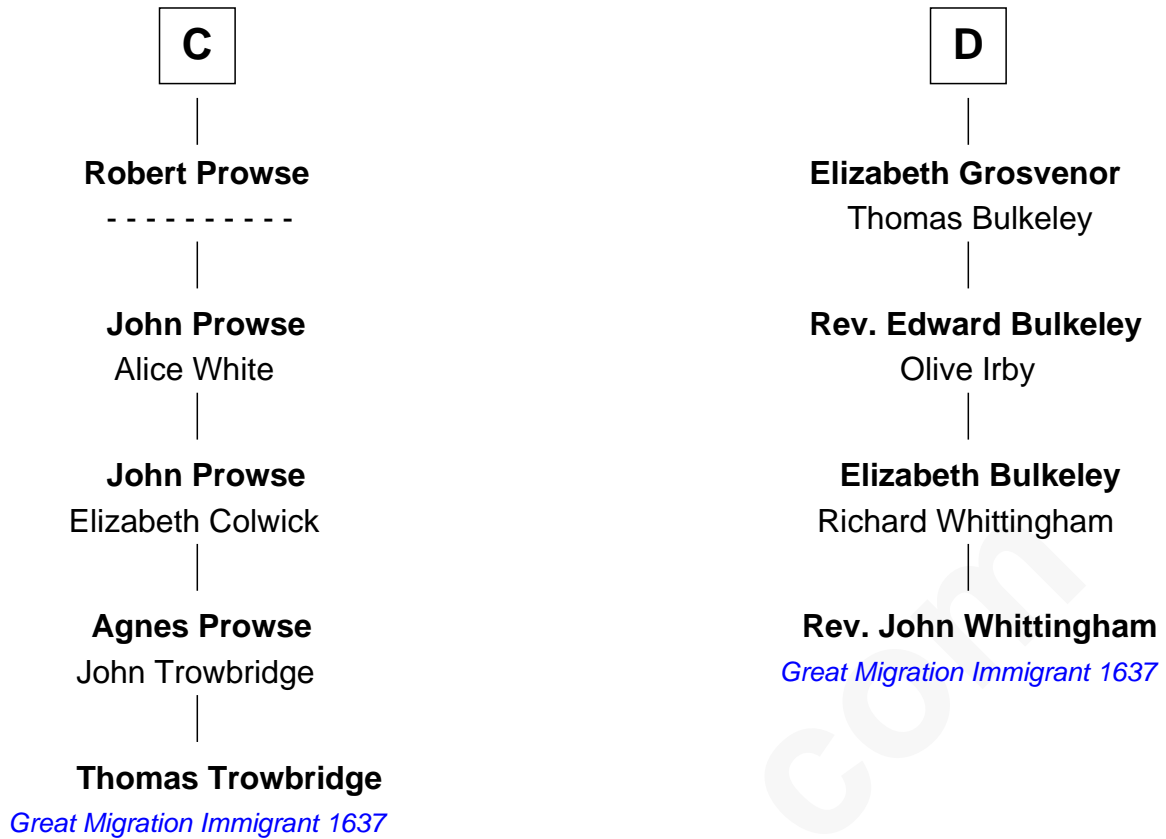 C
Robert Prowse
- - - - - - - - - -
John Prowse
Alice White
John Prowse
Elizabeth Colwick
Agnes Prowse
John Trowbridge
Thomas Trowbridge
Great Migration Immigrant 1637
D
Elizabeth Grosvenor
Thomas Bulkeley
Rev. Edward Bulkeley
Olive Irby
Elizabeth Bulkeley
Richard Whittingham
Rev. John Whittingham
Great Migration Immigrant 1637
com